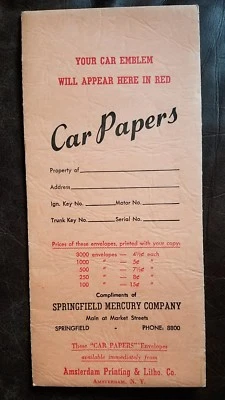 YOUR CAR EMBLEM
WILL APPEAR HERE IN RED
Car Papers
Property of
Address
Ign. Key No. Motor No.
Trunk Key No. Serial No.
Prices of these envelopes, printed with your copy:
5000 envelopes — 4½¢ each
1000 " — 5¢ "
500 " — 7½¢ "
250 " — 8¢ "
100 " — 13¢ "
Compliments of
SPRINGFIELD MERCURY COMPANY
Main at Market Streets
SPRINGFIELD - PHONE: 8800
These "CAR PAPERS" Envelopes
available immediately from
Amsterdam Printing & Litho. Co.
AMSTERDAM, N. Y.